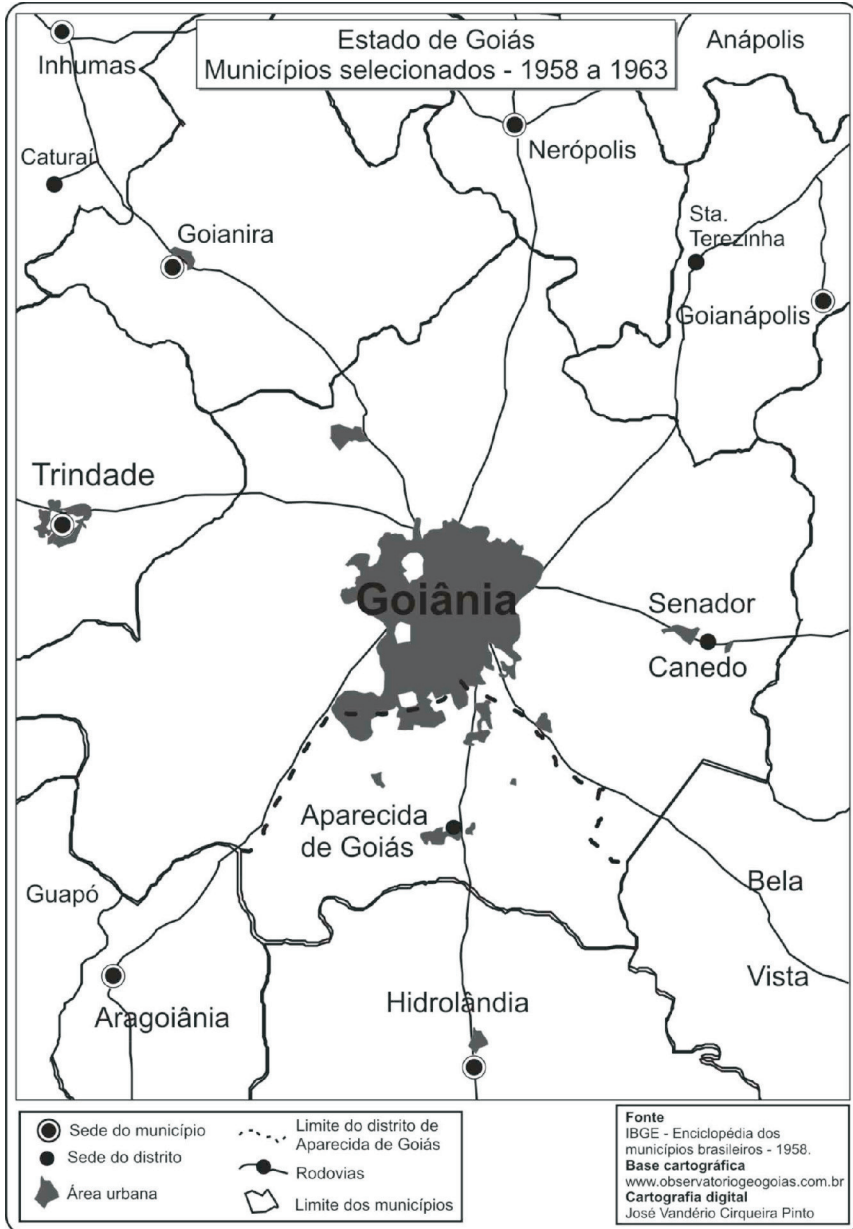 Estado de Goiás
Municípios selecionados - 1958 a 1963
Anápolis
Inhumas
Nerópolis
Caturaí
Goianira
Sta.
Terezinha
Goianápolis
Trindade
Goiânia
Senador
Canedo
Aparecida
de Goiás
Guapó
Bela
Vista
Aragoiânia
Hidrolândia
Sede do município
Sede do distrito
Área urbana
Limite do distrito de
Aparecida de Goiás
Rodovias
Limite dos municípios
Fonte
IBGE - Enciclopédia dos
municípios brasileiros - 1958.
Base cartográfica
www.observatoriogeogoias.com.br
Cartografia digital
José Vandério Cirqueira Pinto